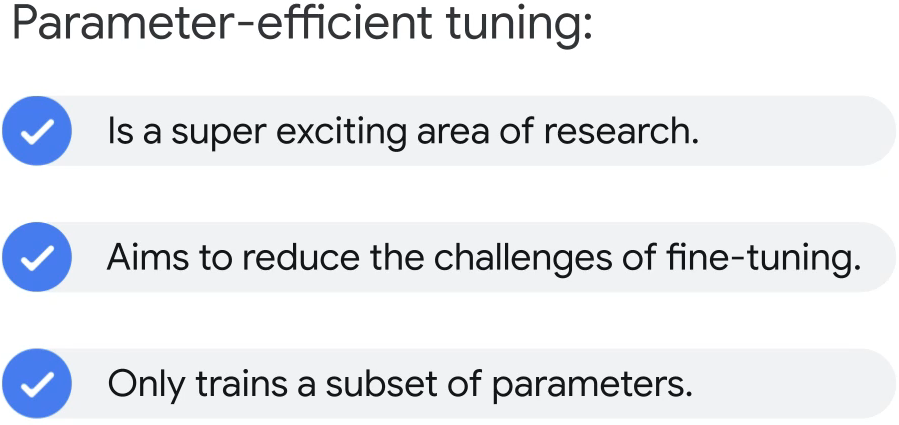 Parameter-efficient tuning:
Is a super exciting area of research.
Aims to reduce the challenges of fine-tuning.
Only trains a subset of parameters.